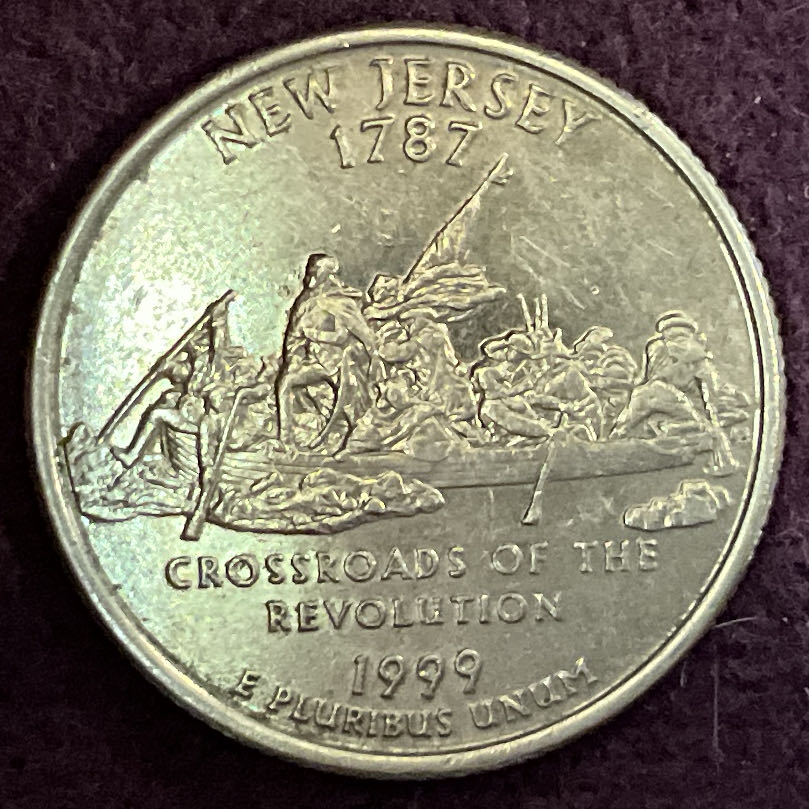 NEW JERSEY
1787
CROSSROADS OF THE
REVOLUTION
1999
E PLURIBUS UNUM